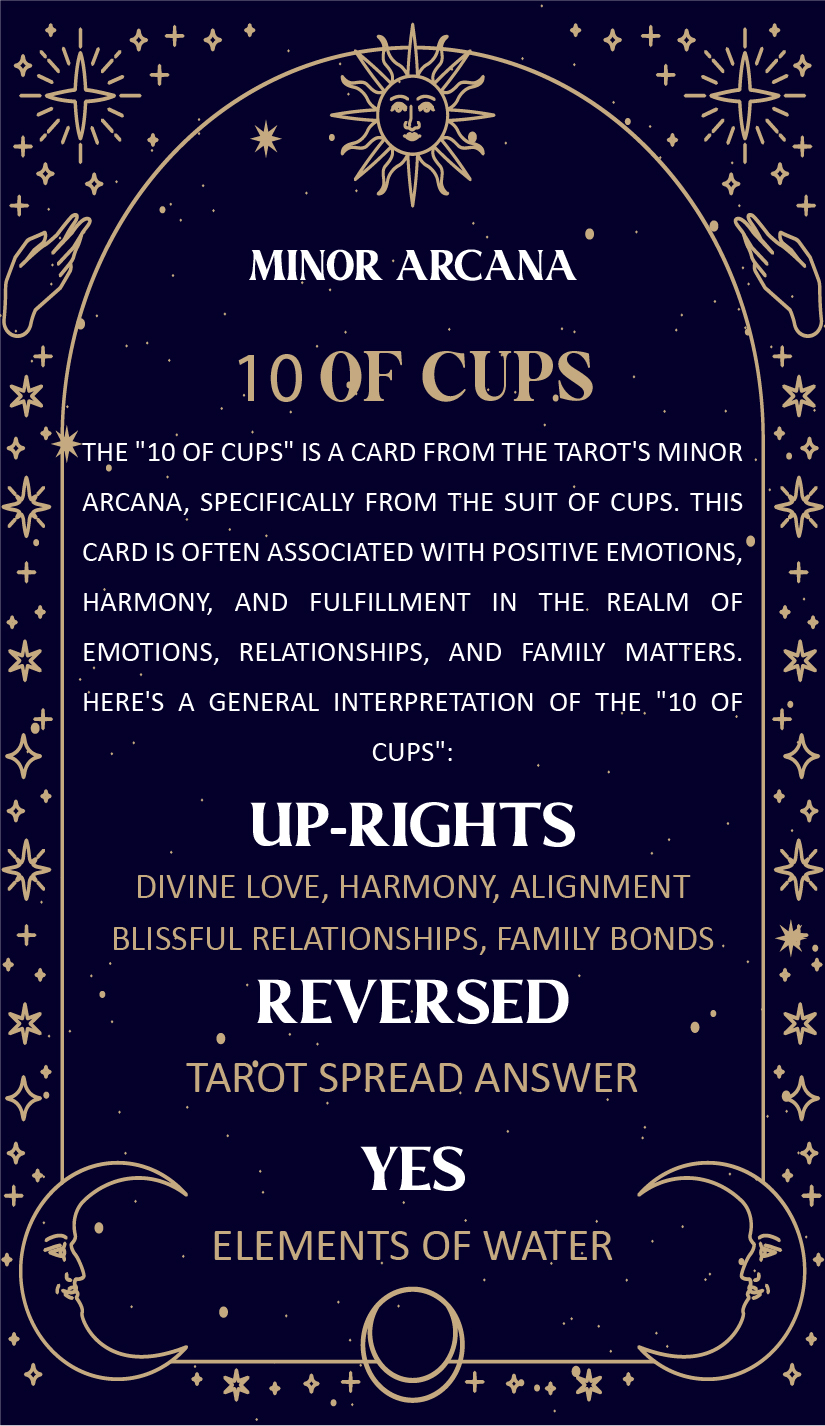 MINOR ARCANA
10 OF CUPS
THE "10 OF CUPS" IS A CARD FROM THE TAROT'S MINOR
ARCANA, SPECIFICALLY FROM THE SUIT OF CUPS. THIS
CARD IS OFTEN ASSOCIATED WITH POSITIVE EMOTIONS,
HARMONY, AND FULFILLMENT IN THE REALM OF
EMOTIONS, RELATIONSHIPS, AND FAMILY MATTERS.
HERE'S A GENERAL INTERPRETATION OF THE "10 OF
CUPS":
UP-RIGHTS
DIVINE LOVE, HARMONY, ALIGNMENT
BLISSFUL RELATIONSHIPS, FAMILY BONDS
REVERSED
TAROT SPREAD ANSWER
YES
ELEMENTS OF WATER